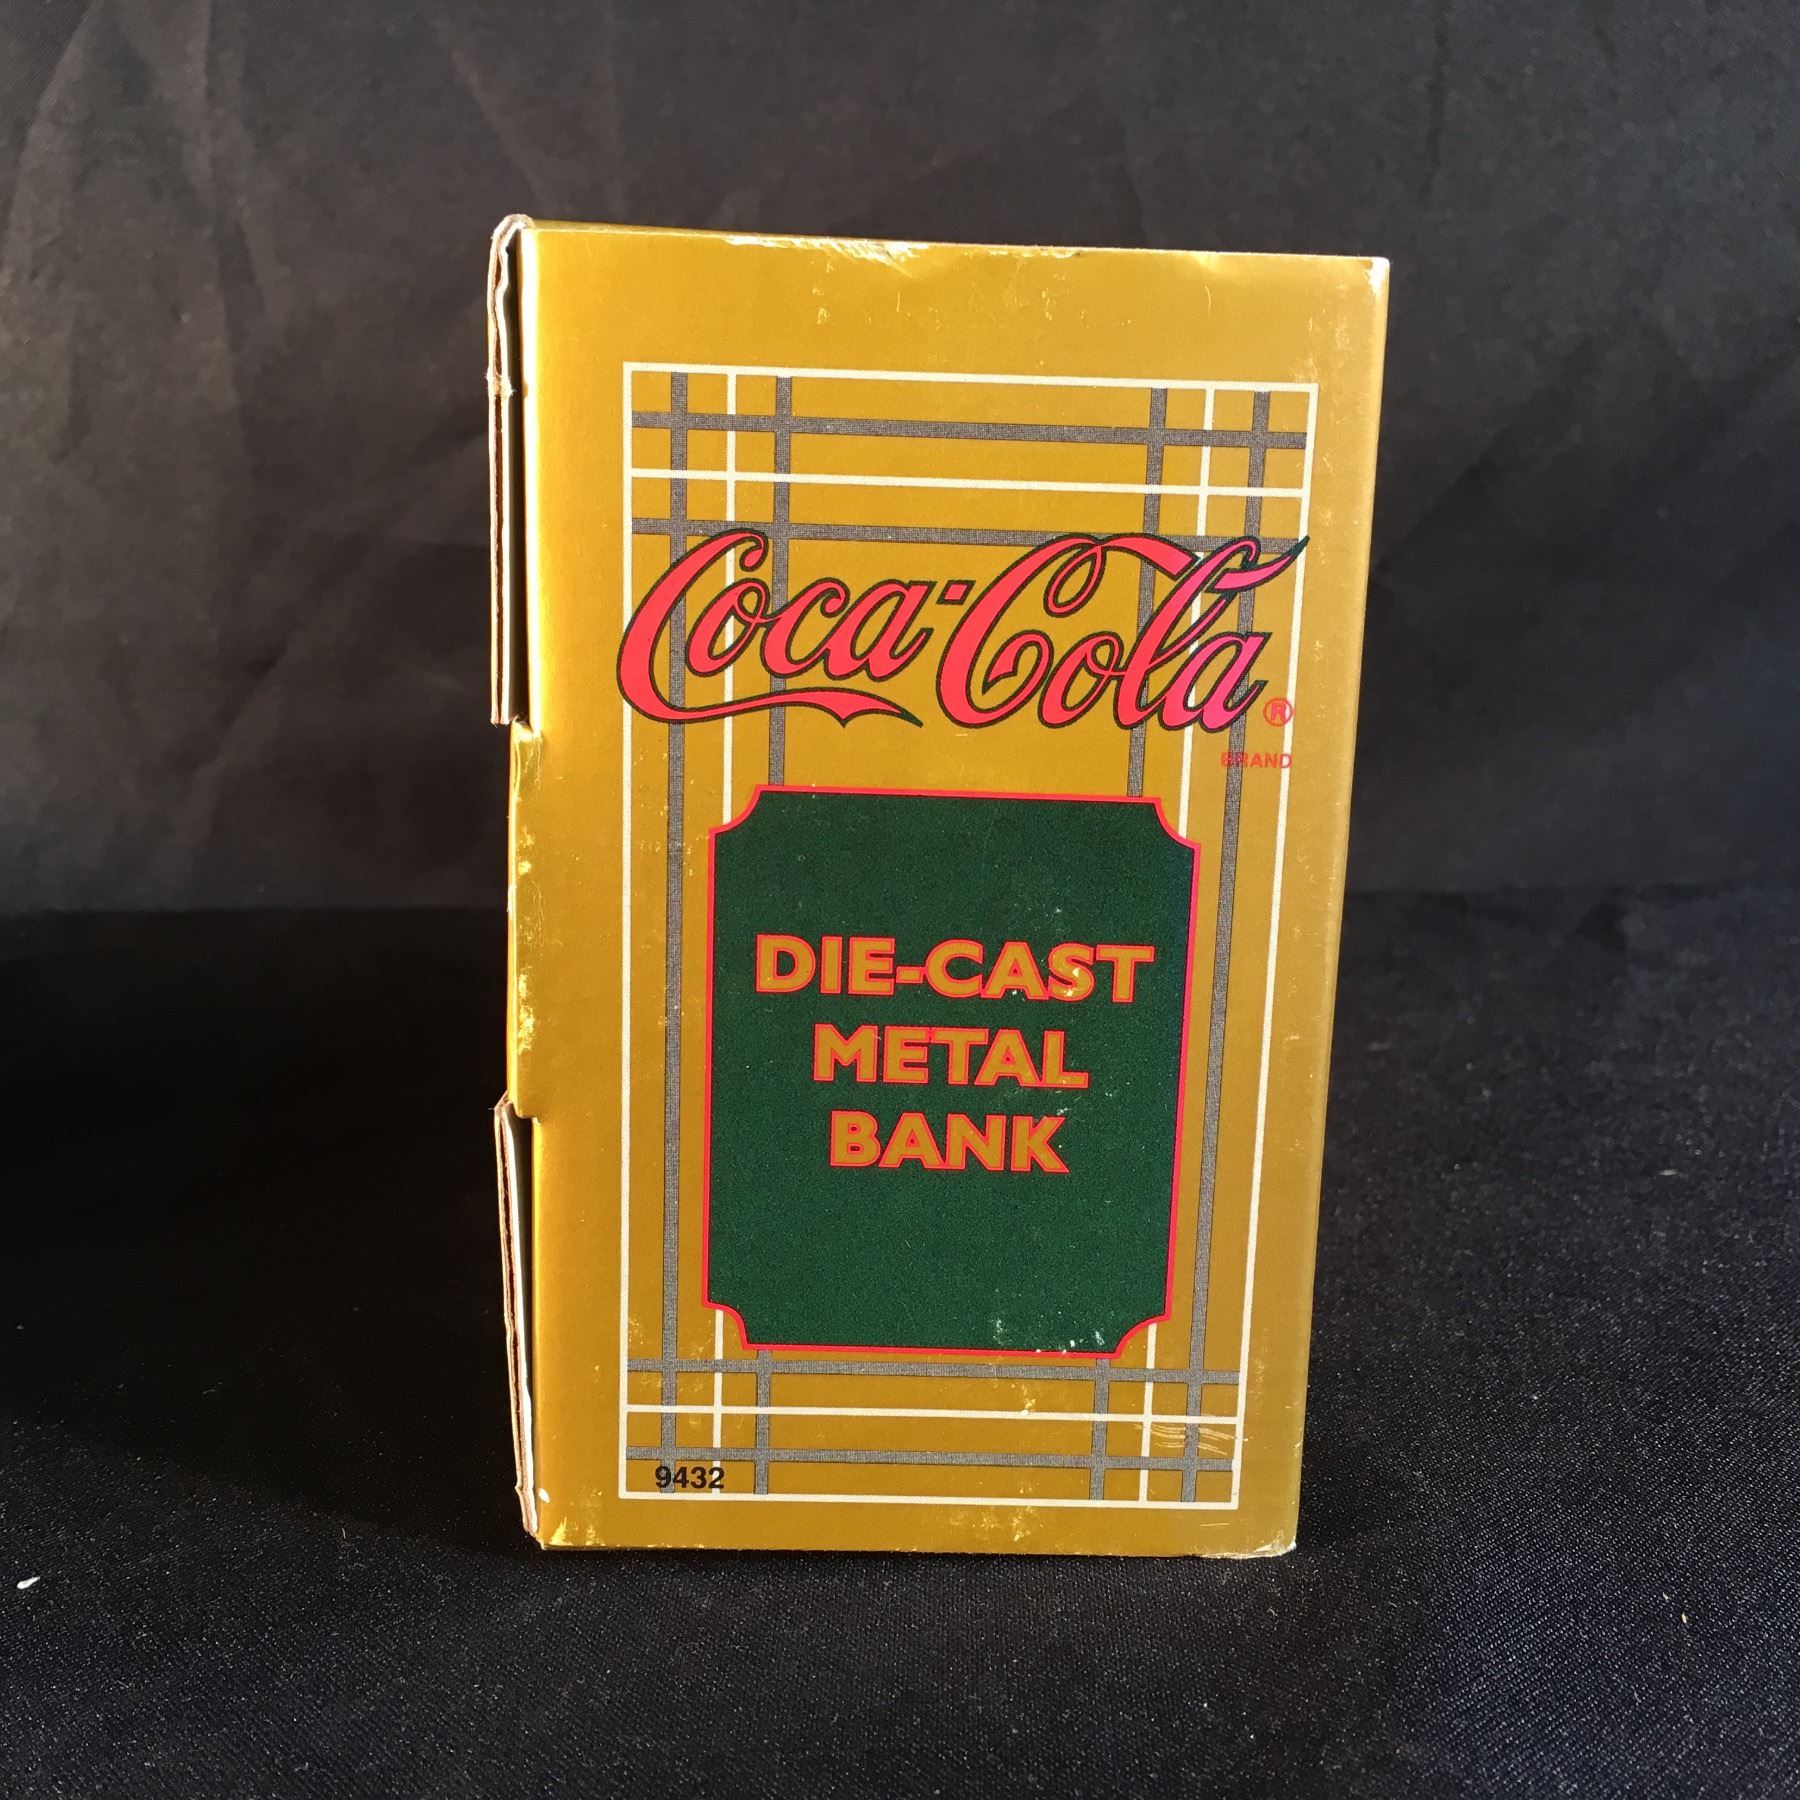 Coca-Cola®
BRAND
DIE-CAST
METAL
BANK
9432